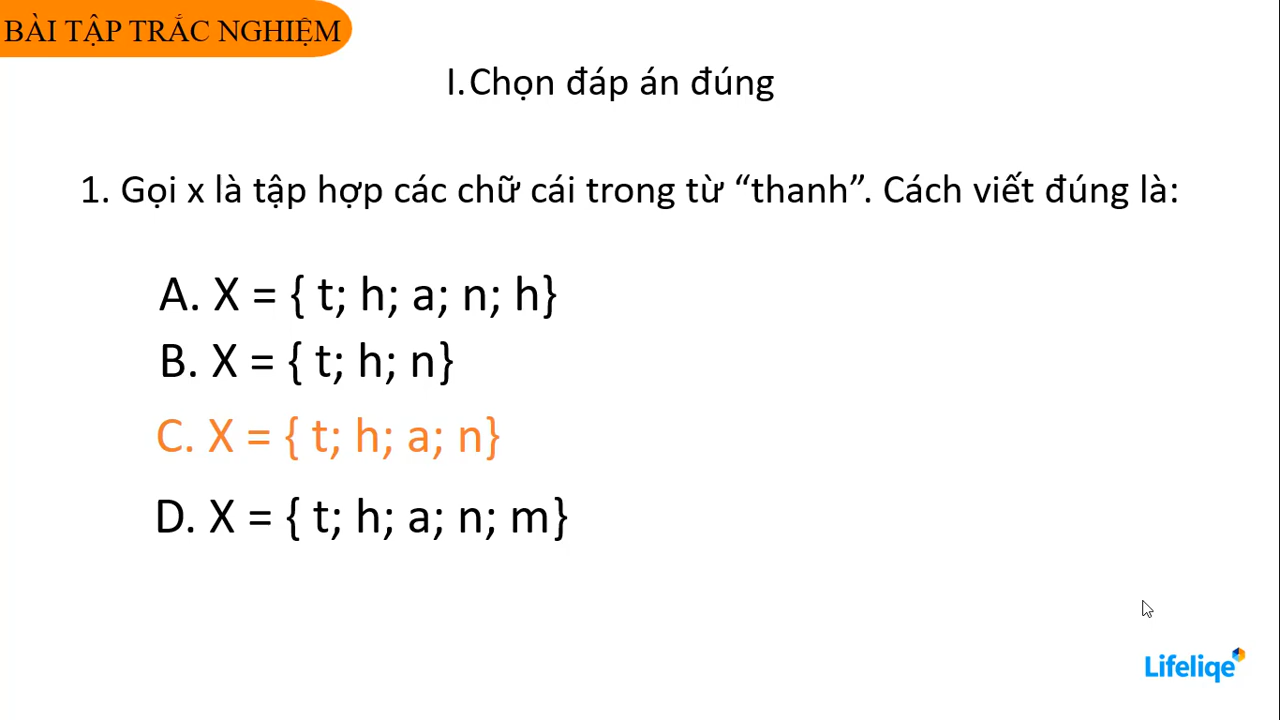 BÀI TẬP TRẮC NGHIỆM
I.Chọn đáp án đúng
1. Gọi x là tập hợp các chữ cái trong từ “thanh”. Cách viết đúng là:
A. X = { t; h; a; n; h}
B. X = { t; h; n}
C. X = { t; h; a; n}
D. X = { t; h; a; n; m}
Lifeliqe